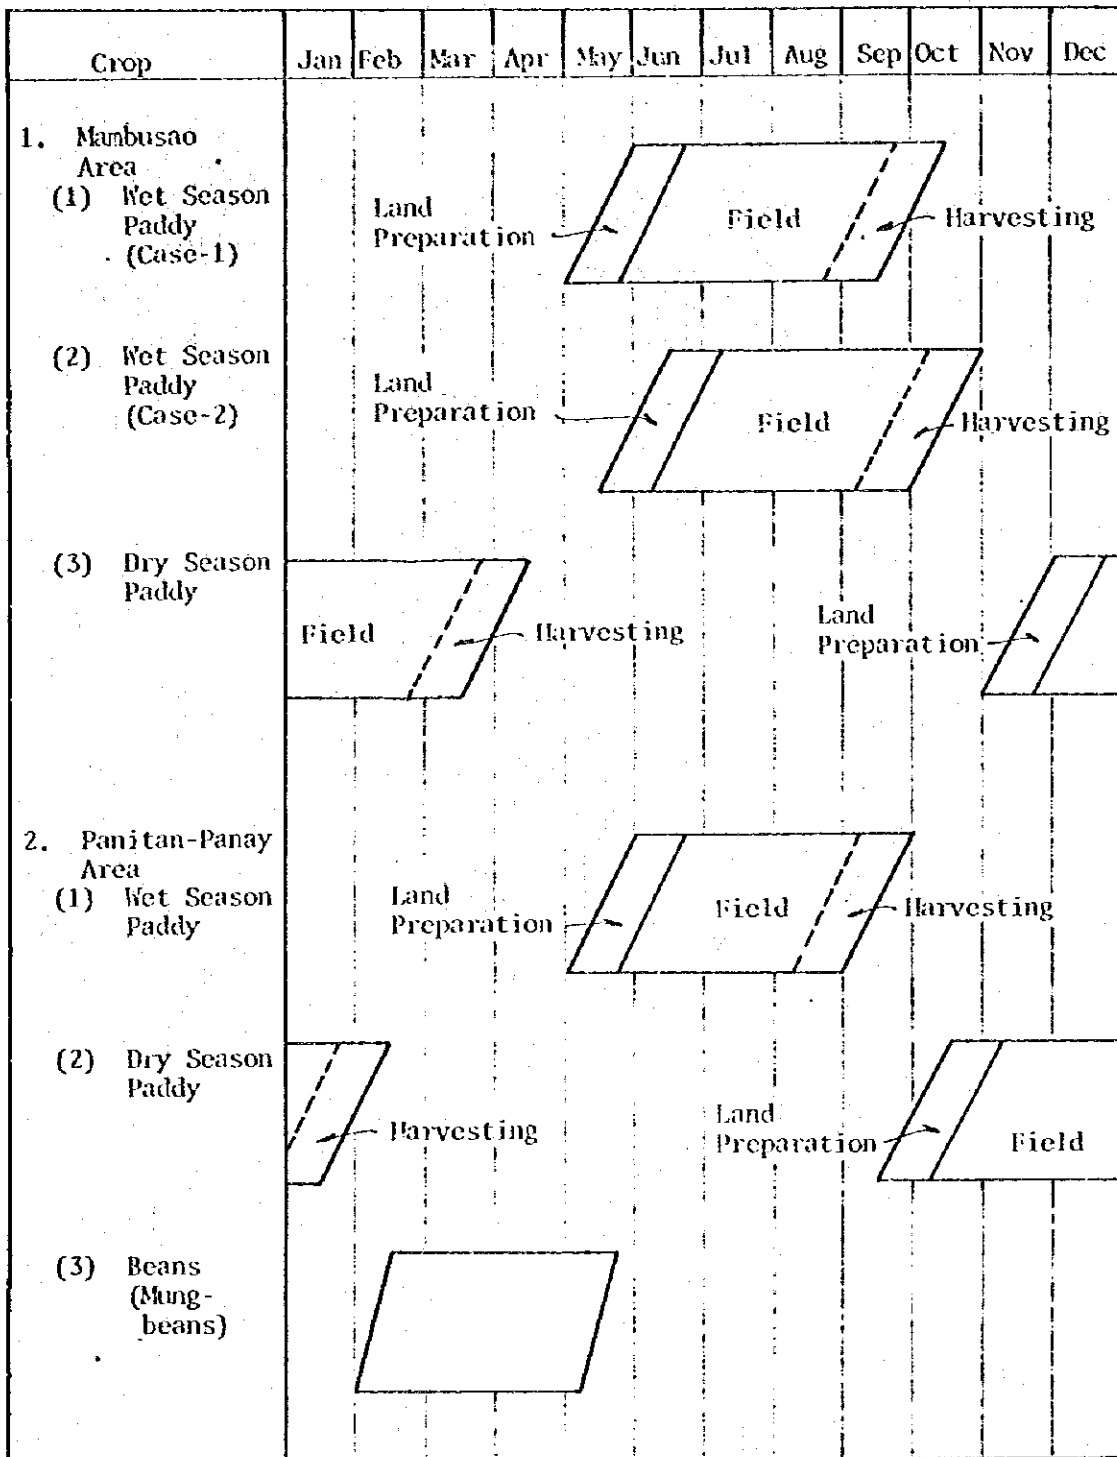 Crop Jan Feb Mar Apr May Jun Jul Aug Sep Oct Nov Dec
1. Mambusao
Area
(1) Wet Season
Paddy
(Case-1)
Land
Preparation
Field
Harvesting
(2) Wet Season
Paddy
(Case-2)
Land
Preparation
Field
Harvesting
(3) Dry Season
Paddy
Field
Harvesting
Land
Preparation
2. Panitan-Panay
Area
(1) Wet Season
Paddy
Land
Preparation
Field
Harvesting
(2) Dry Season
Paddy
Harvesting
Land
Preparation
Field
(3) Beans
(Mung-
beans)